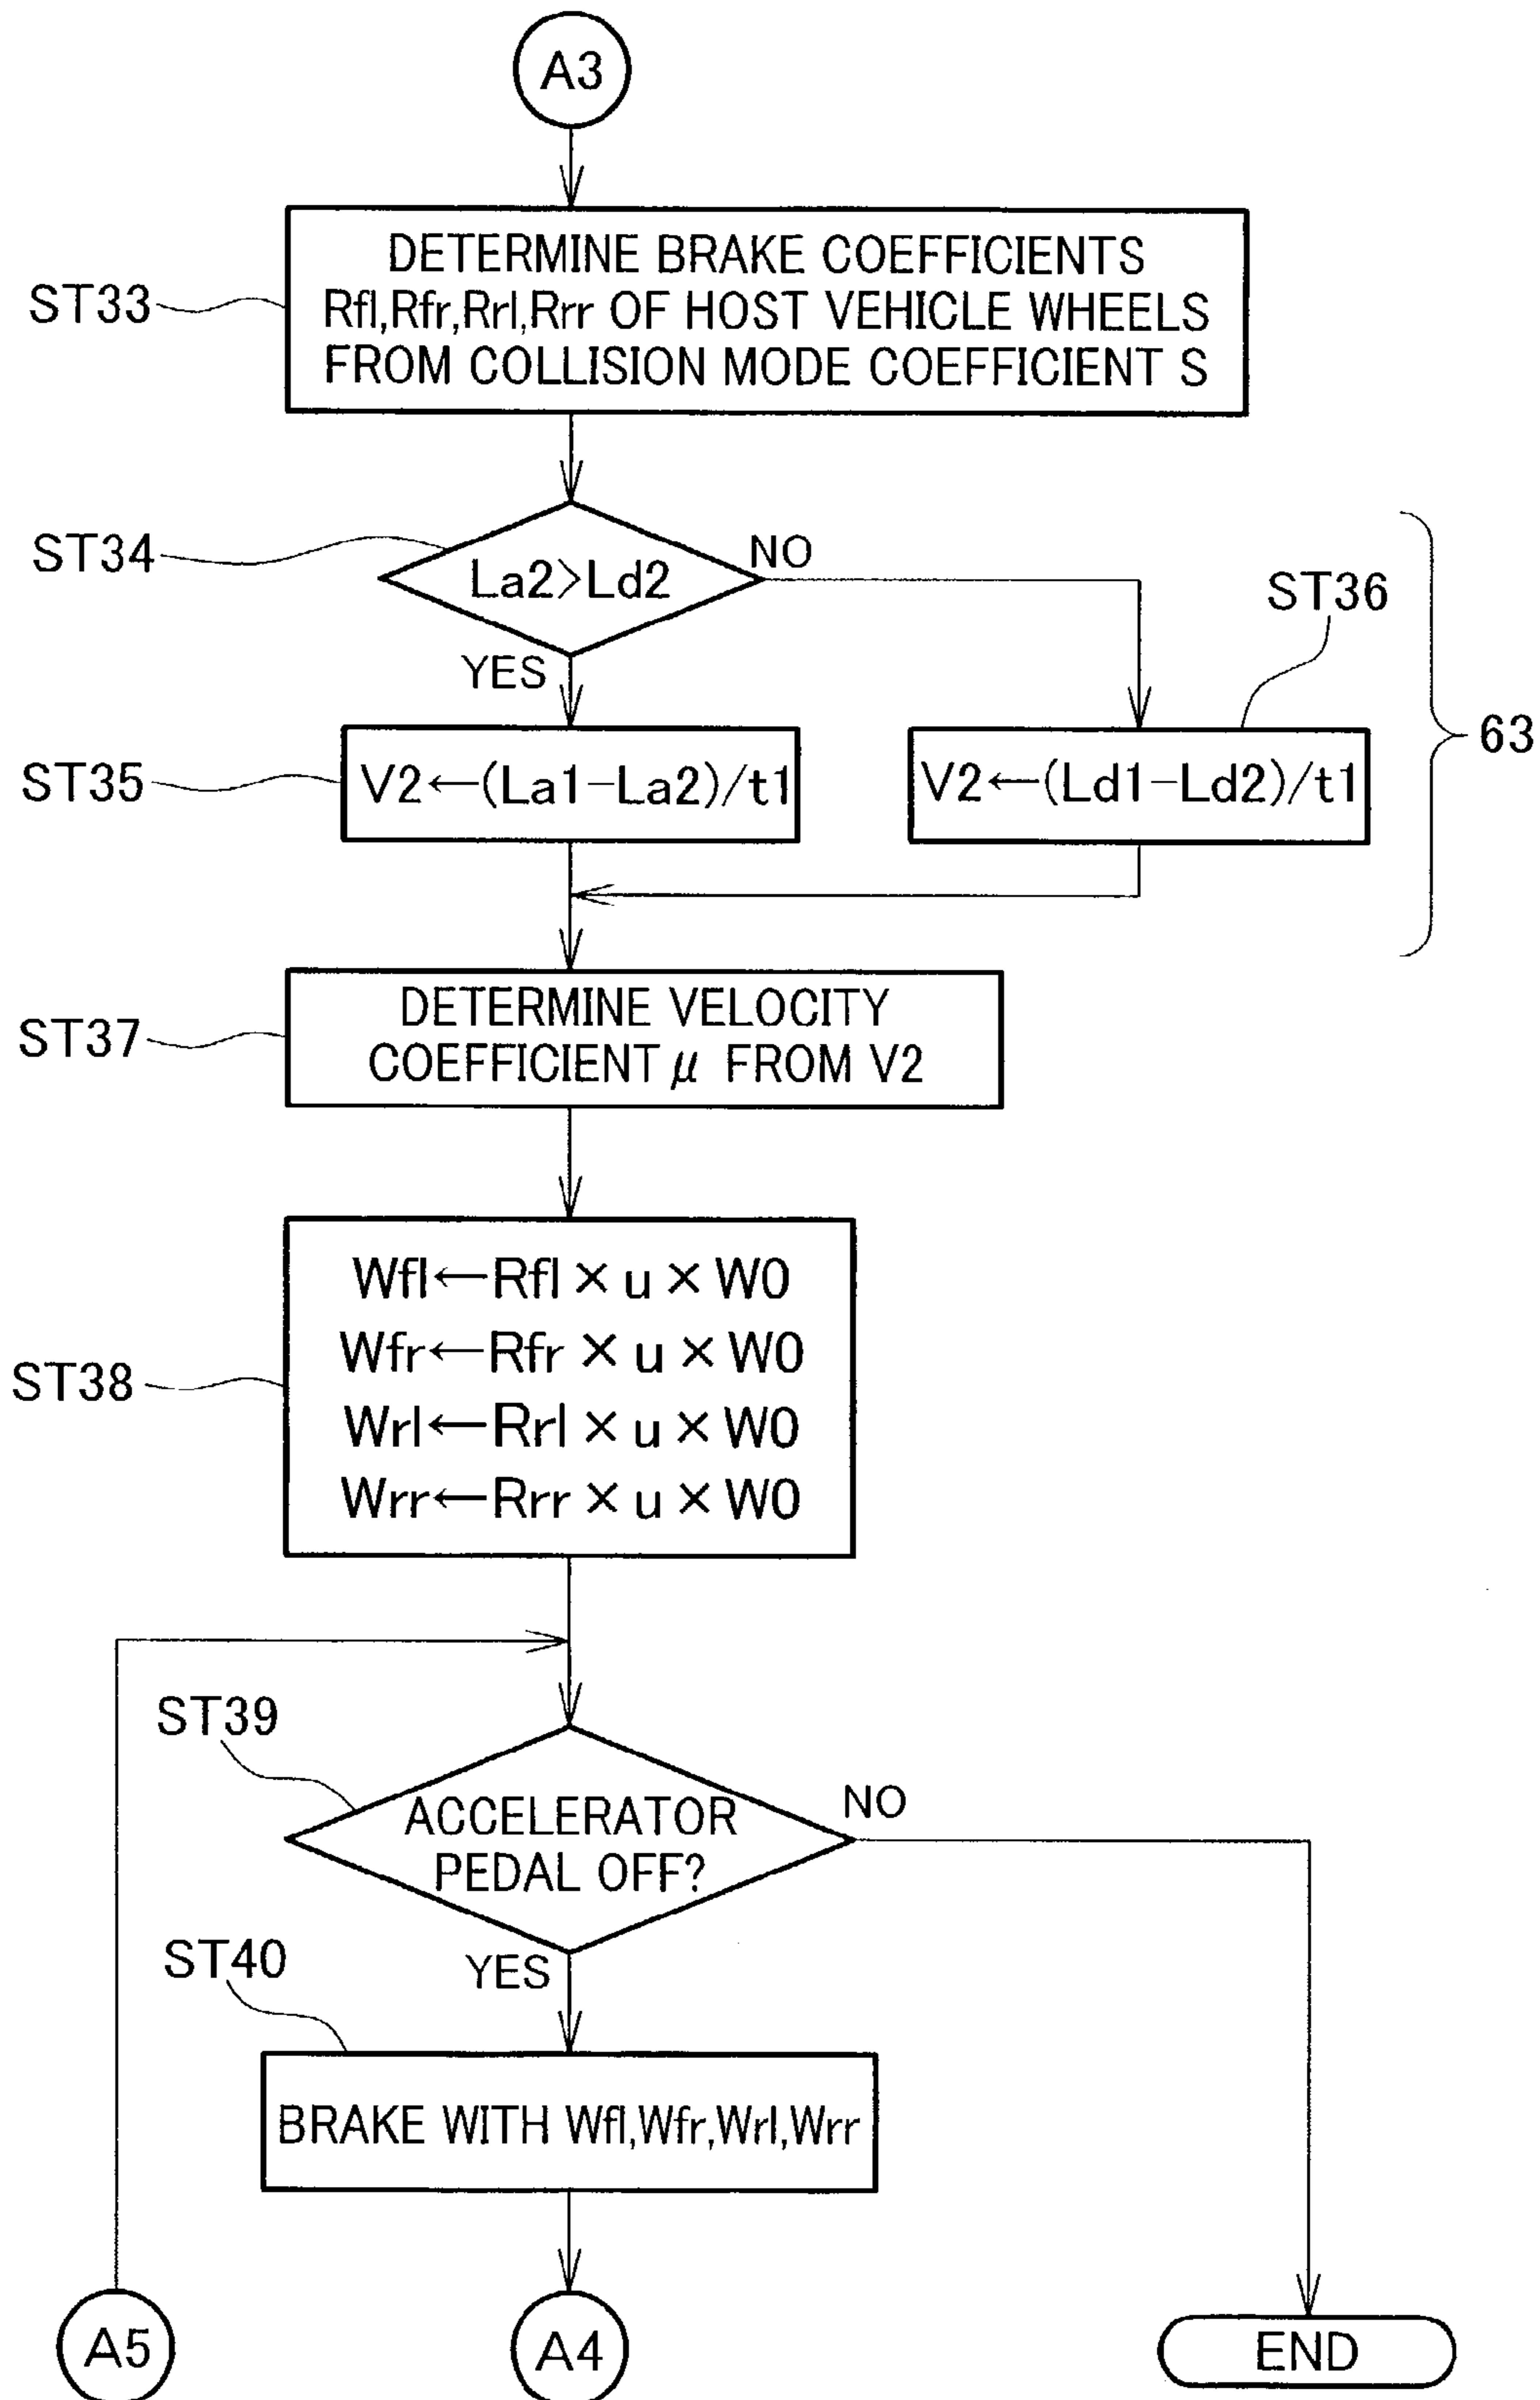 A3
DETERMINE BRAKE COEFFICIENTS
Rfl,Rfr,Rrl,Rrr OF HOST VEHICLE WHEELS
FROM COLLISION MODE COEFFICIENT S
ST33
ST34
La2>Ld2
NO
YES
ST36
63
ST35
V2←(La1-La2)/t1
V2←(Ld1-Ld2)/t1
ST37
DETERMINE VELOCITY
COEFFICIENT μ FROM V2
ST38
Wfl←Rfl × u × W0
Wfr←Rfr × u × W0
Wrl←Rrl × u × W0
Wrr←Rrr × u × W0
ST39
ACCELERATOR
PEDAL OFF?
NO
YES
ST40
BRAKE WITH Wfl,Wfr,Wrl,Wrr
A5
A4
END